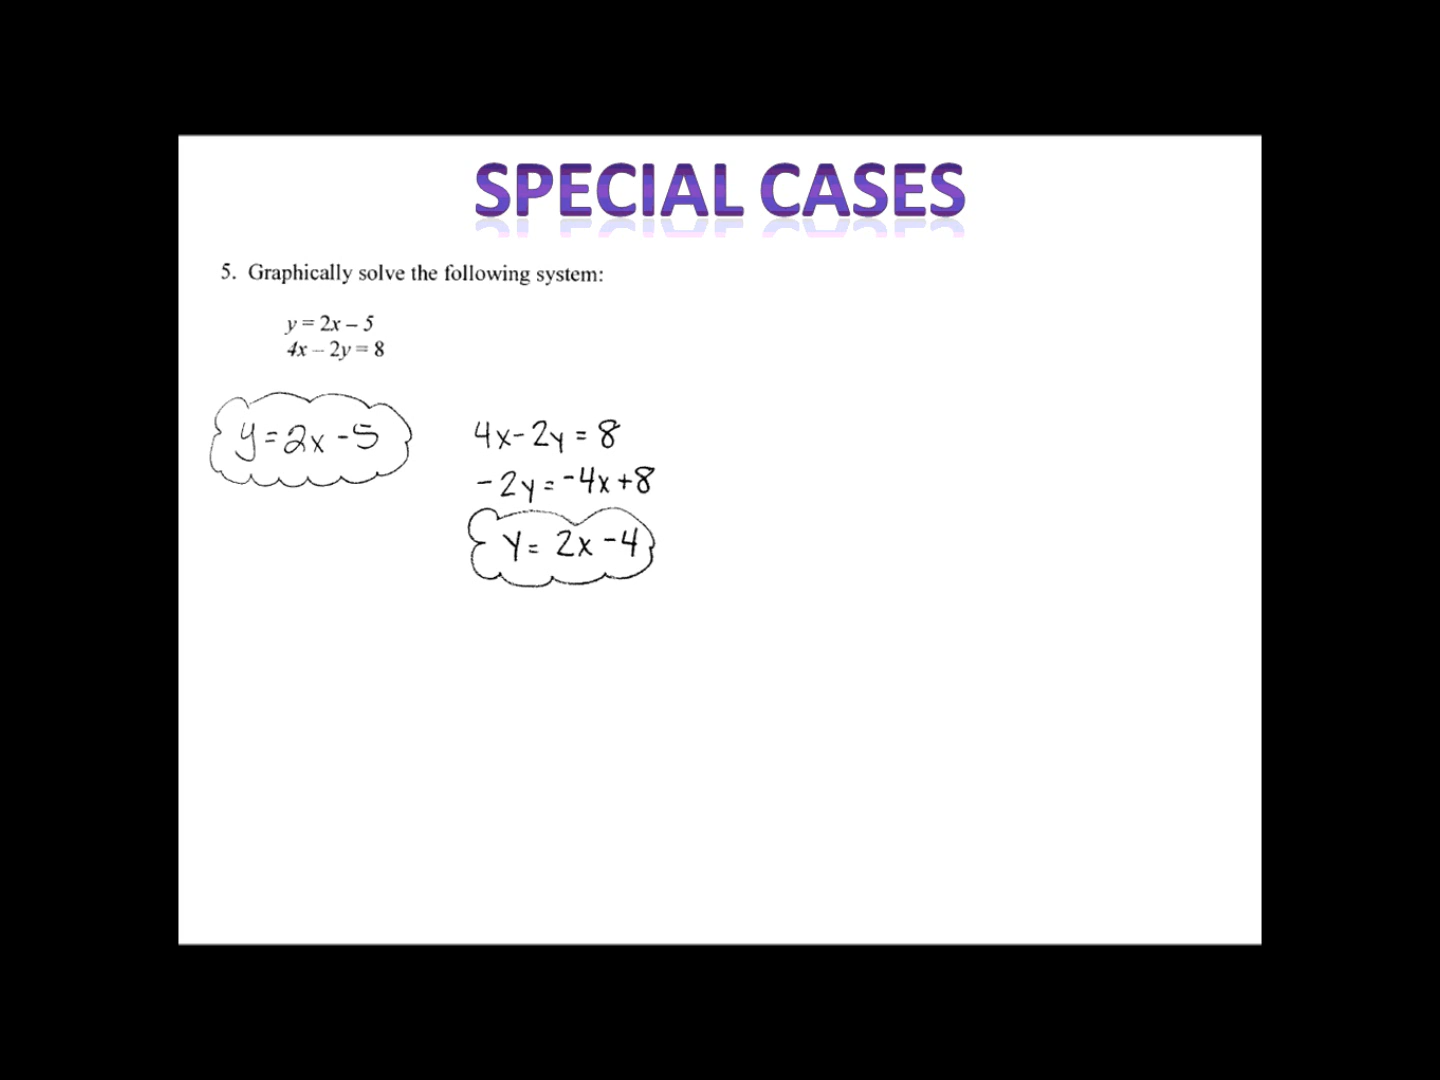 SPECIAL CASES
5. Graphically solve the following system:
y = 2x – 5
4x – 2y = 8
y = 2x - 5
4x - 2y = 8
- 2y = -4x + 8
y = 2x - 4